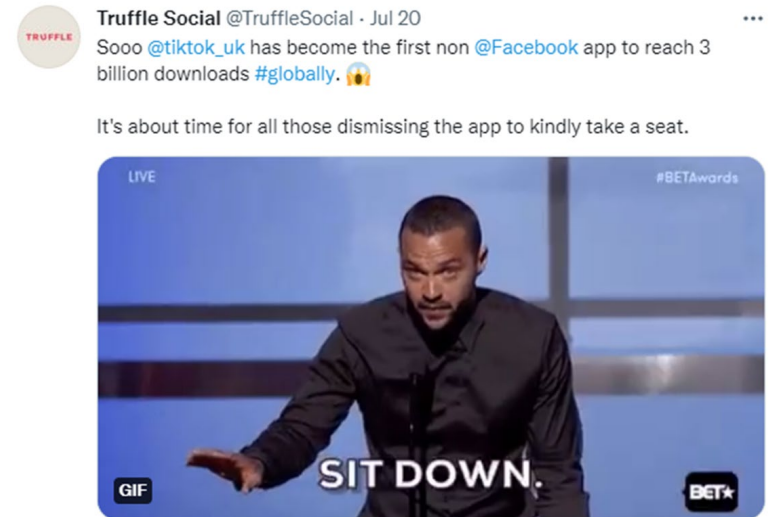 TRUFFLE
Truffle Social @TruffleSocial · Jul 20
Sooo @tiktok_uk has become the first non @Facebook app to reach 3
billion downloads #globally. 😱
It's about time for all those dismissing the app to kindly take a seat.
LIVE
#BETAwards
SIT DOWN.
GIF
BET★